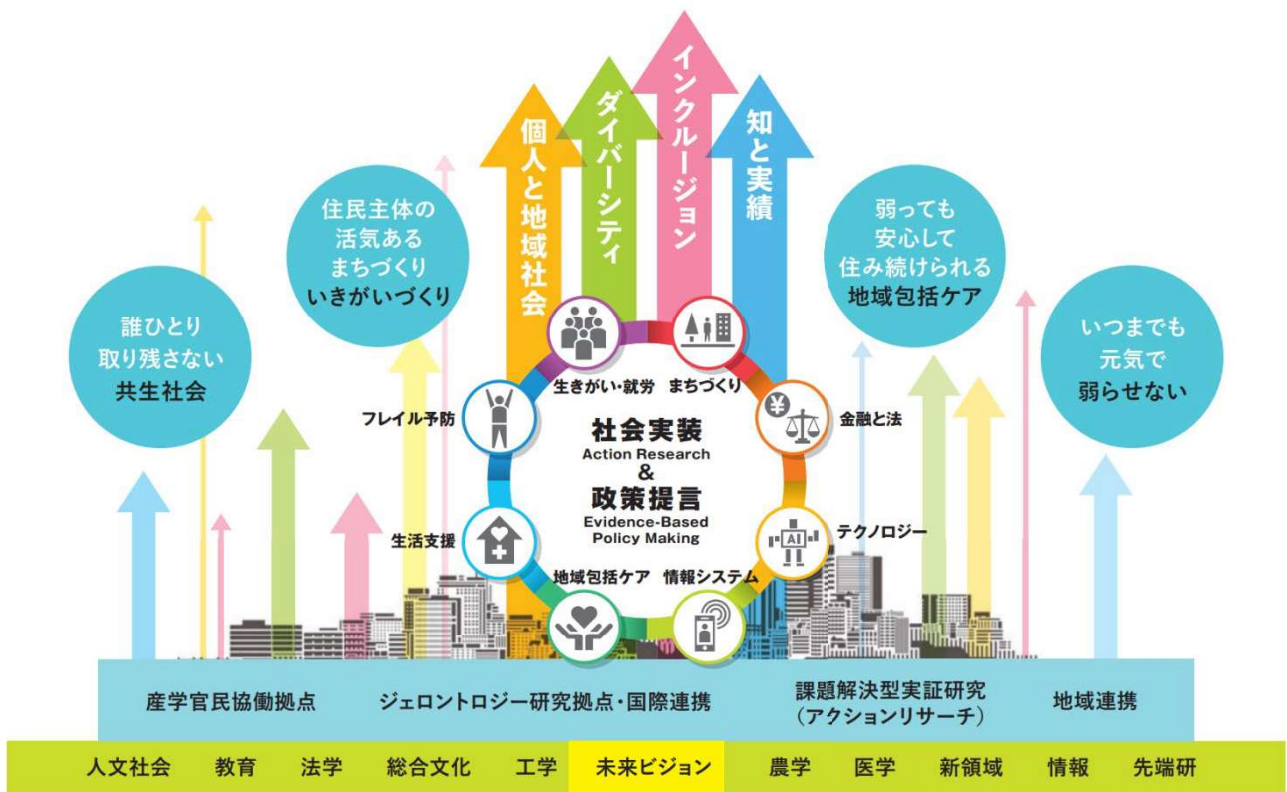 個人と地域社会
ダイバーシティ
インクルージョン
知と実績
誰ひとり
取り残さない
共生社会
住民主体の
活気ある
まちづくり
いきがいづくり
弱っても
安心して
住み続けられる
地域包括ケア
いつまでも
元気で
弱らせない
生きがい・就労
まちづくり
フレイル予防
¥
金融と法
社会実装
Action Research
&
政策提言
Evidence-Based
Policy Making
生活支援
AI
テクノロジー
地域包括ケア
情報システム
産学官民協働拠点
ジェロントロジー研究拠点・国際連携
課題解決型実証研究
(アクションリサーチ)
地域連携
人文社会 教育 法学 総合文化 工学 未来ビジョン 農学 医学 新領域 情報 先端研